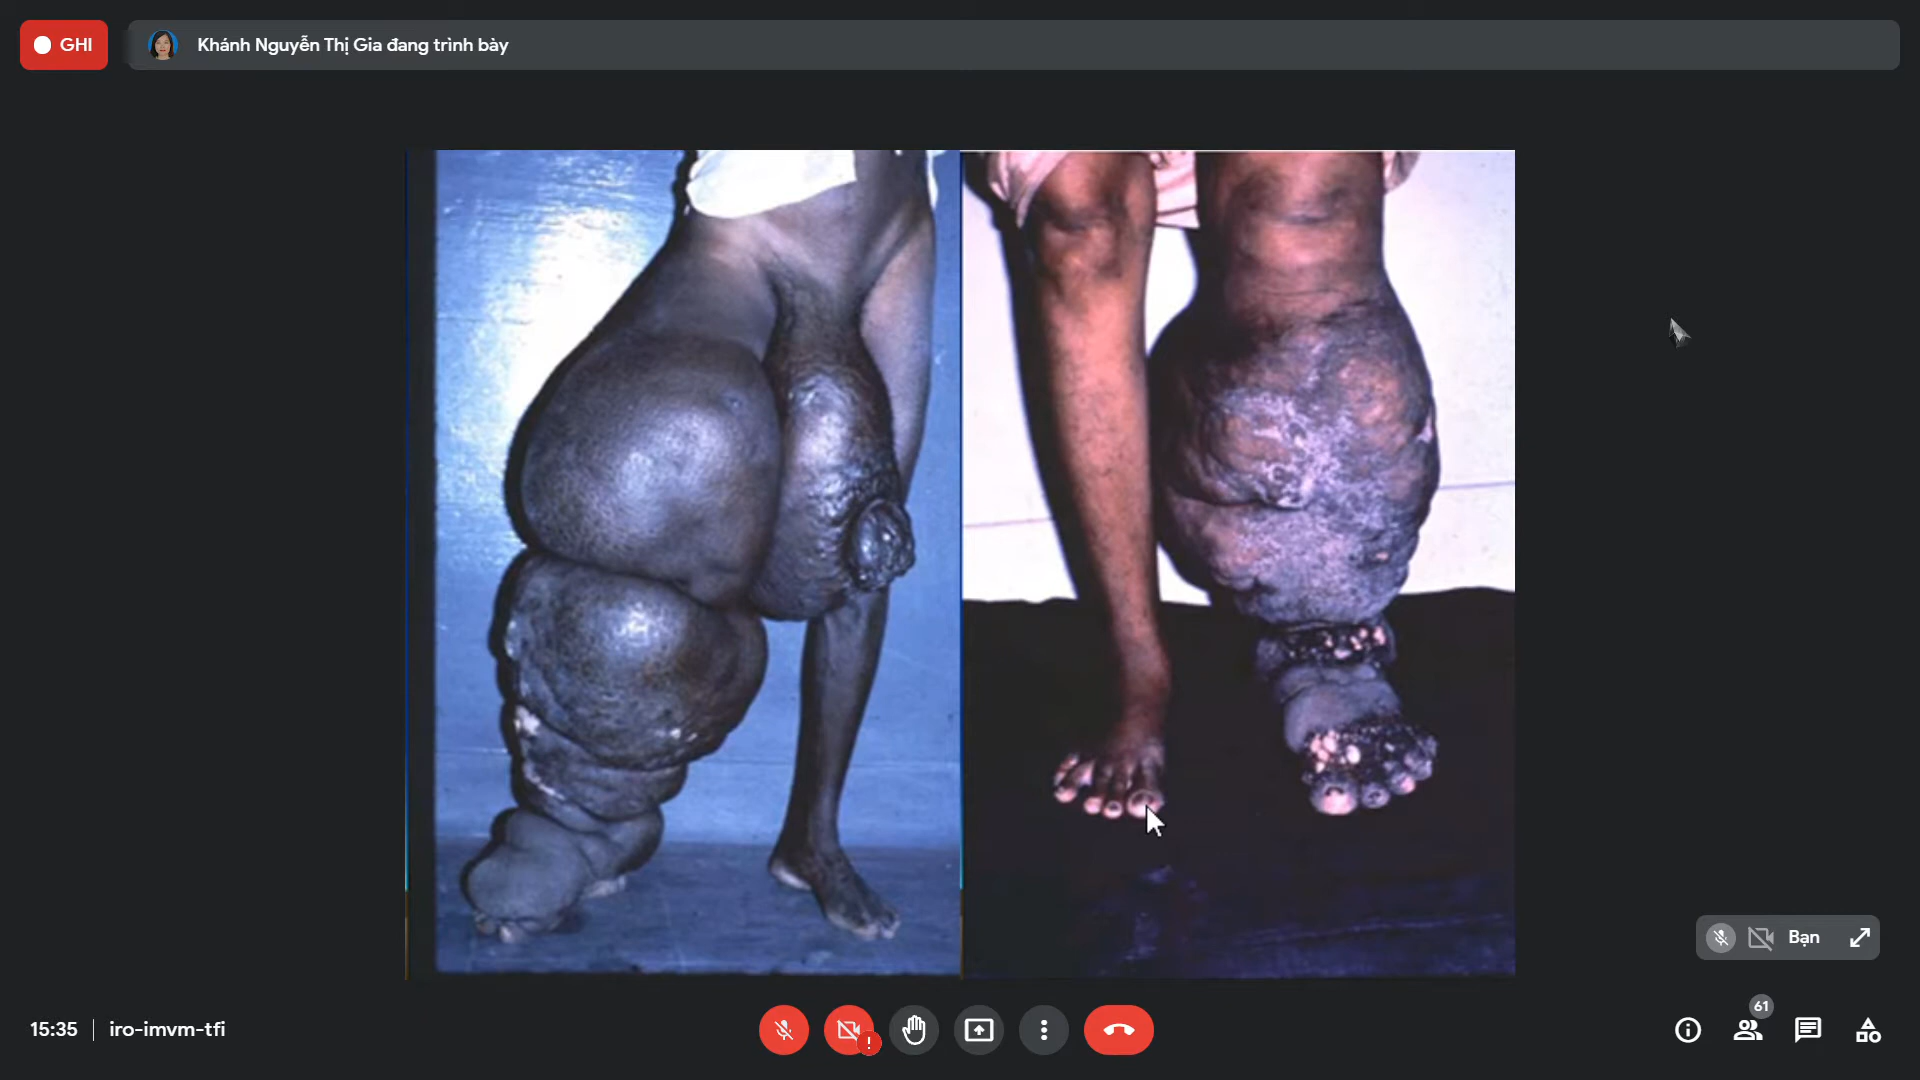 GHI
Khánh Nguyễn Thị Gia đang trình bày
Bạn
61
15:35 | iro-imvm-tfi